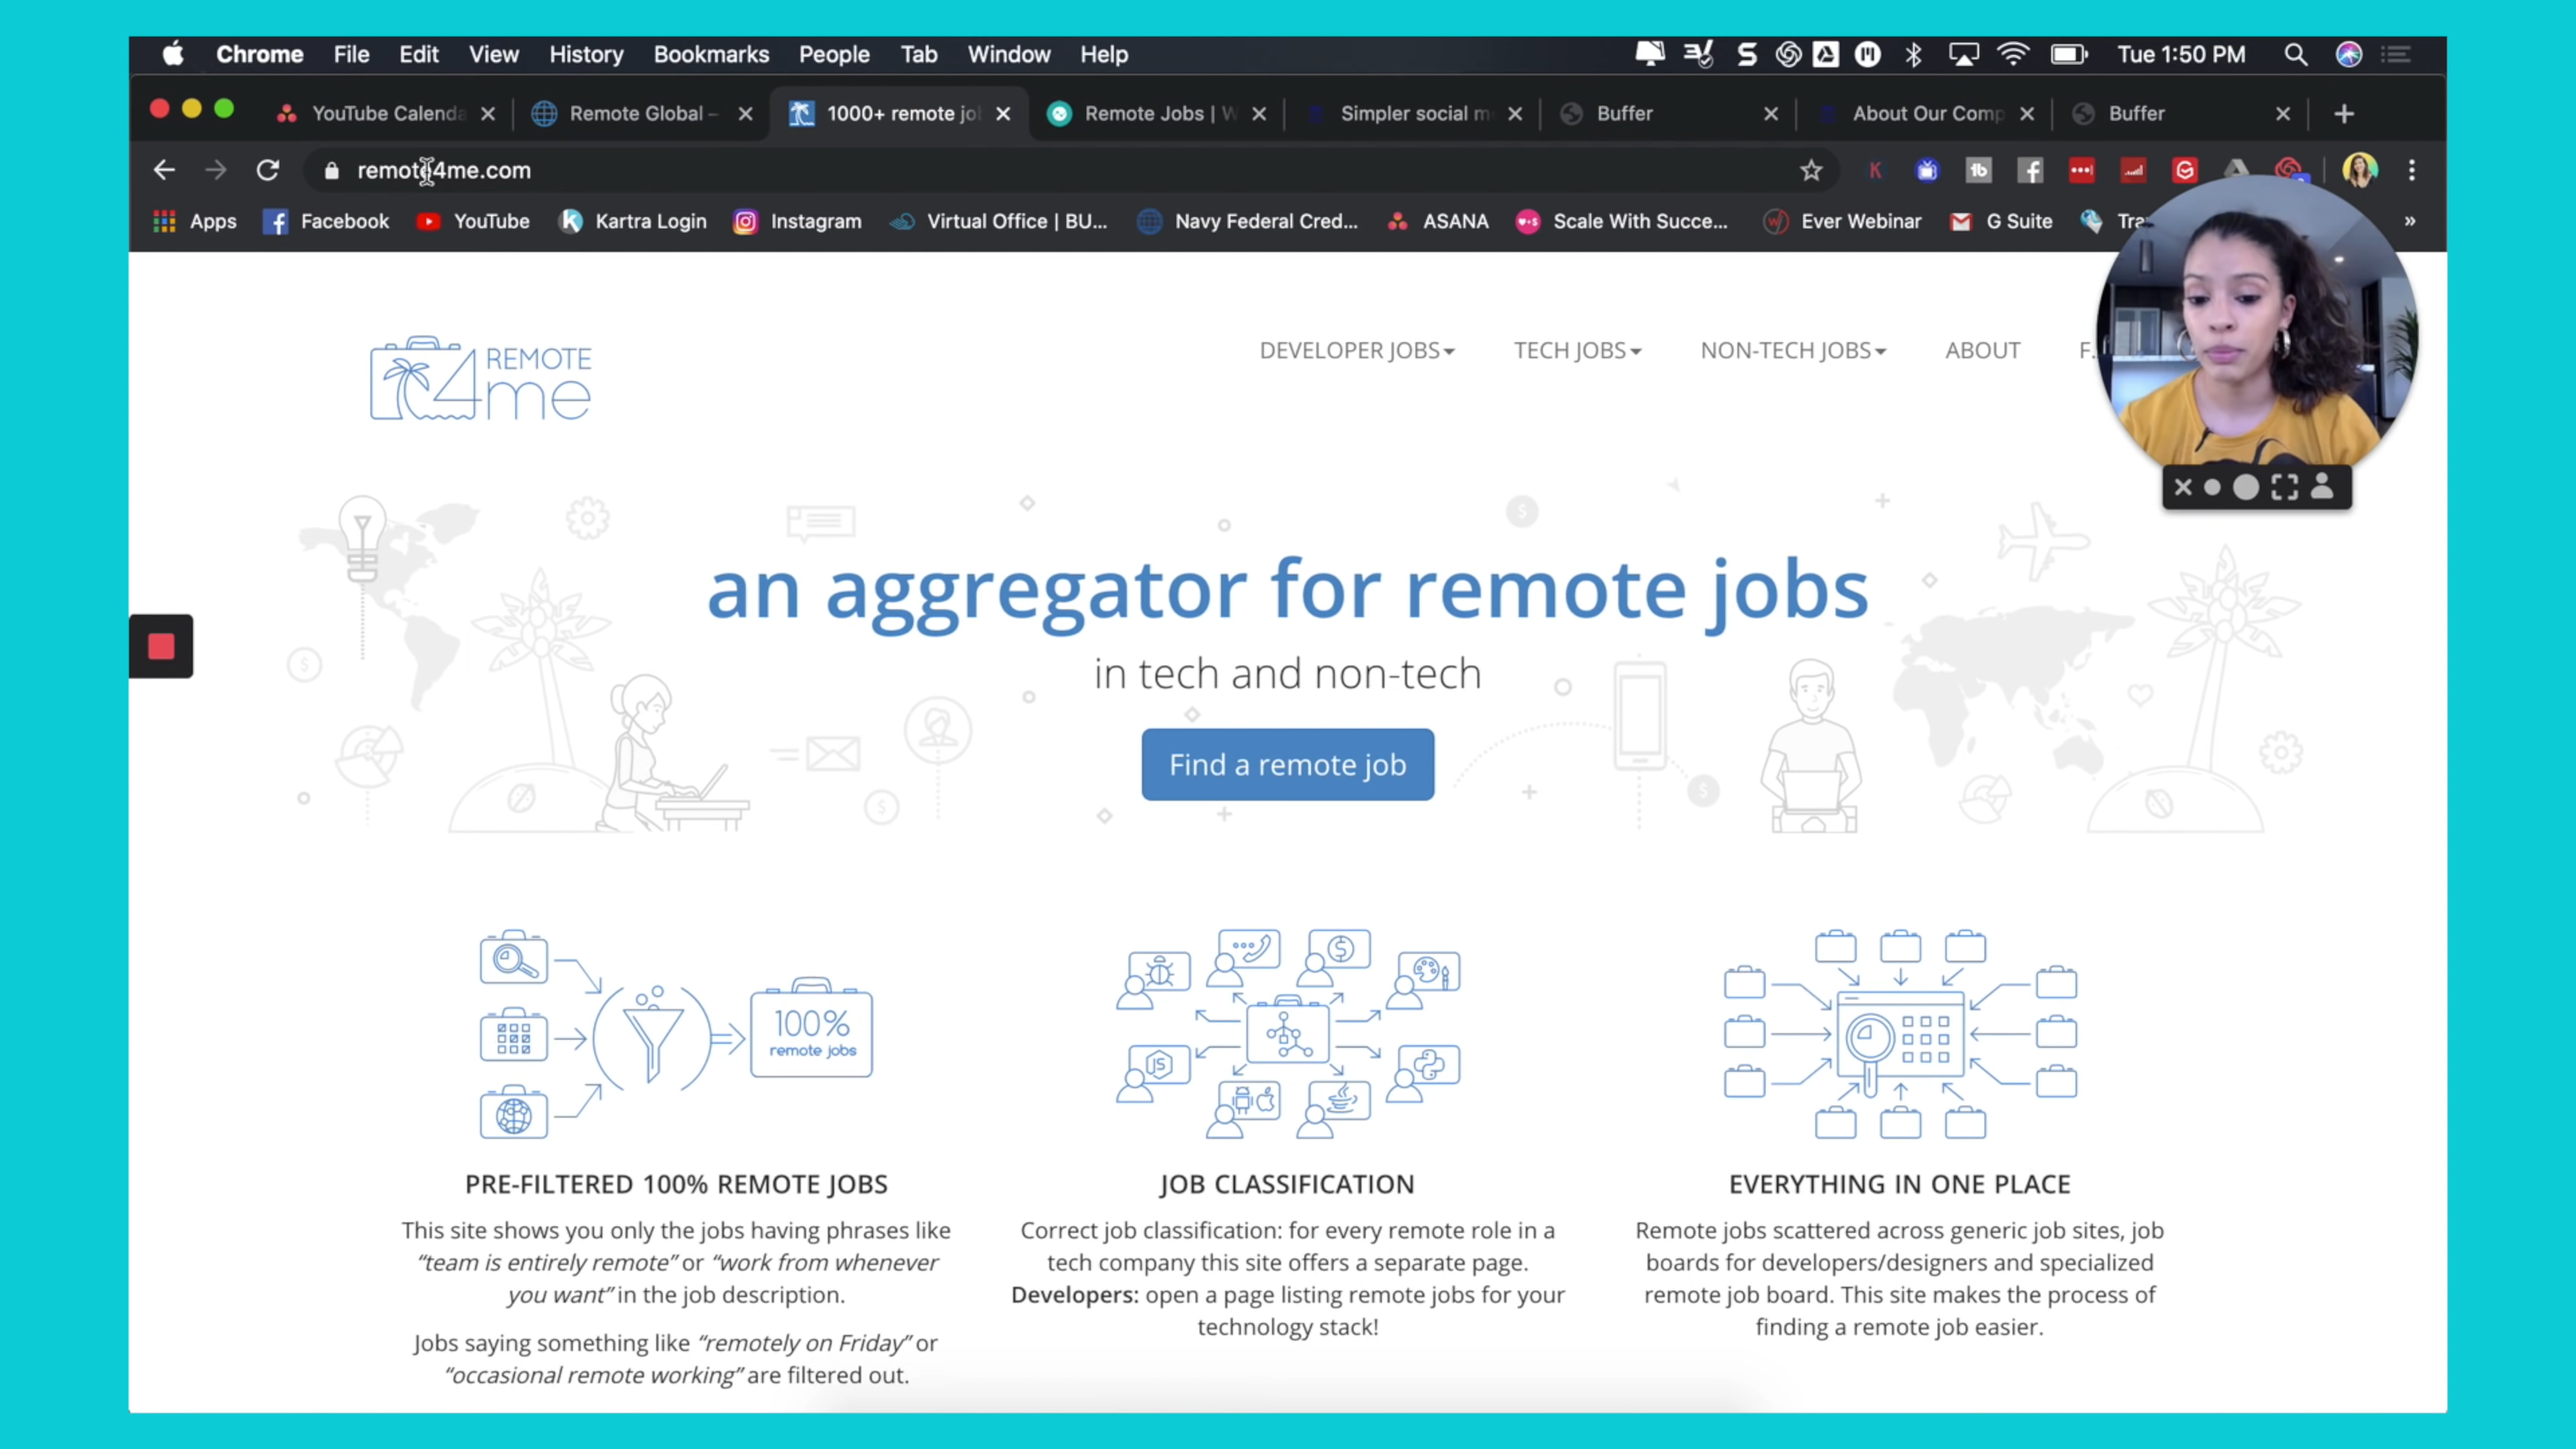 Chrome File Edit View History Bookmarks People Tab Window Help Tue 1:50 PM
YouTube Calenda Remote Global – 1000+ remote jo Remote Jobs | W Simpler social m Buffer About Our Comp Buffer
remote4me.com
Apps Facebook YouTube Kartra Login Instagram Virtual Office | BU... Navy Federal Cred... ASANA Scale With Succe... Ever Webinar G Suite Tra
REMOTE
4me
DEVELOPER JOBS TECH JOBS NON-TECH JOBS ABOUT F
an aggregator for remote jobs
in tech and non-tech
Find a remote job
100%
remote jobs
JS
PRE-FILTERED 100% REMOTE JOBS
This site shows you only the jobs having phrases like
“team is entirely remote” or “work from whenever
you want” in the job description.
Jobs saying something like “remotely on Friday” or
“occasional remote working” are filtered out.
JOB CLASSIFICATION
Correct job classification: for every remote role in a
tech company this site offers a separate page.
Developers: open a page listing remote jobs for your
technology stack!
EVERYTHING IN ONE PLACE
Remote jobs scattered across generic job sites, job
boards for developers/designers and specialized
remote job board. This site makes the process of
finding a remote job easier.